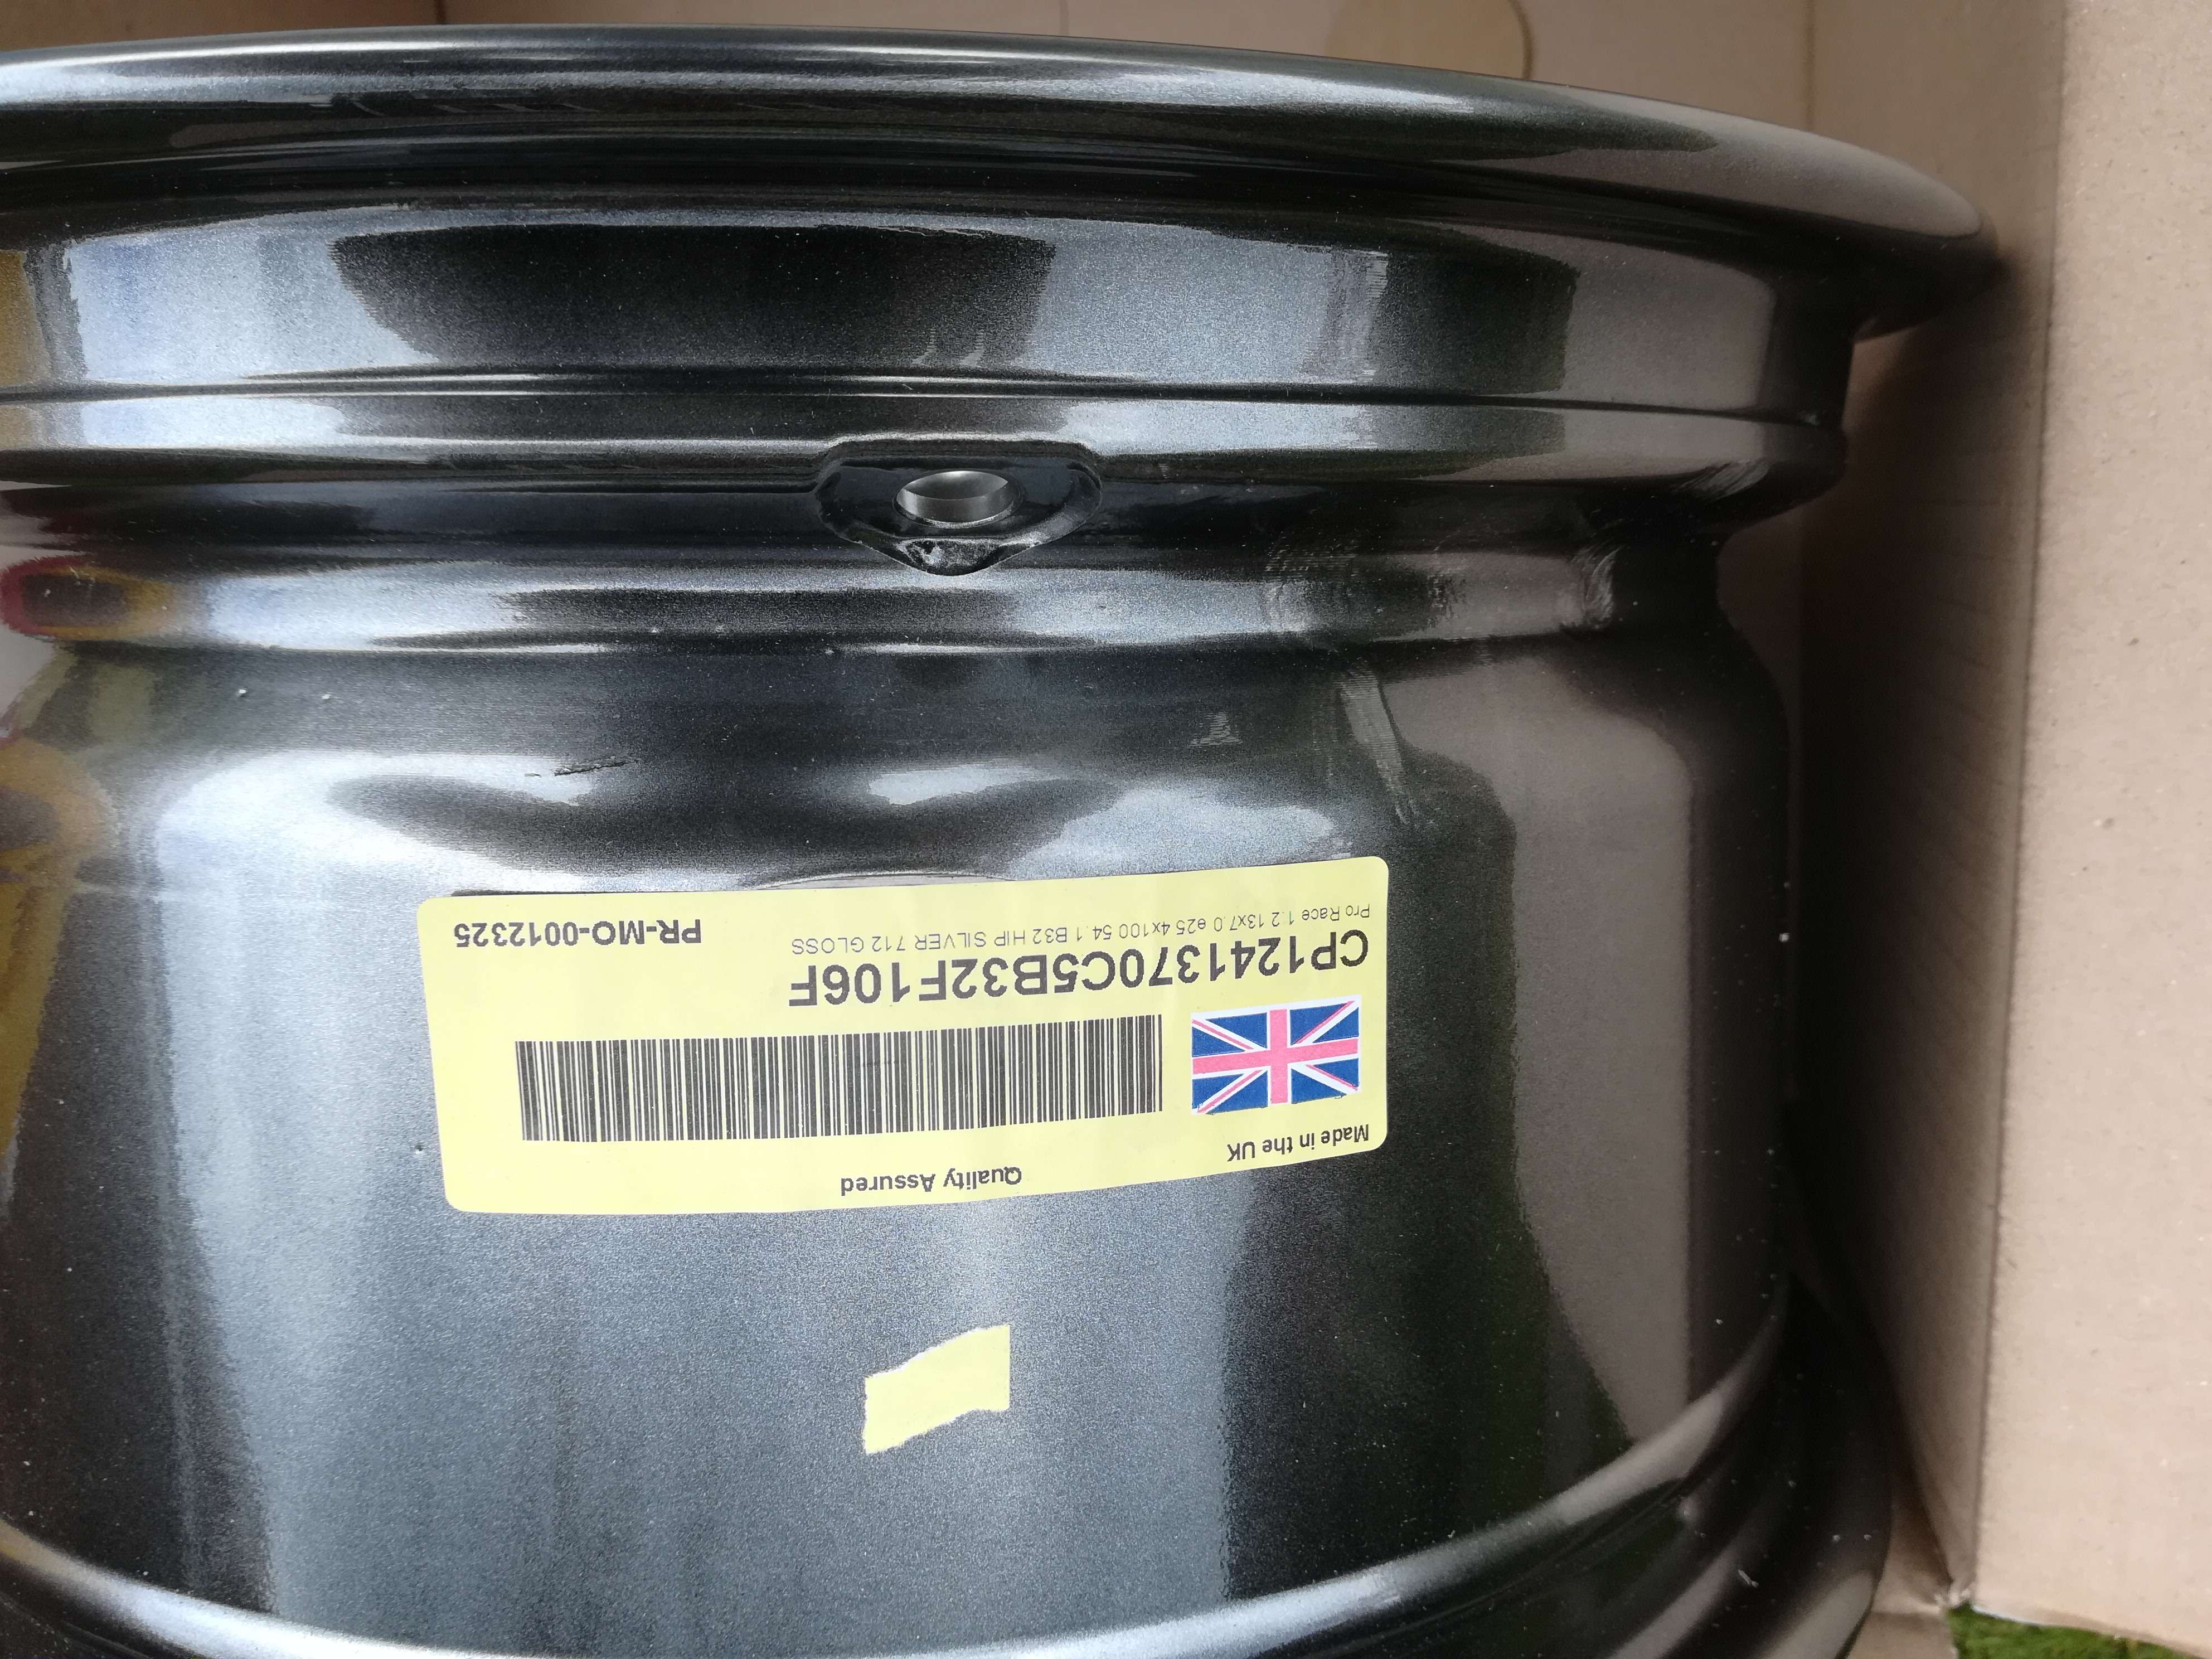 Made in the UK
Quality Assured
CP1241370C5B32F106F
Pro Race 1.2 13x7.0 e25 4x100 54.1 B32 HIP SILVER 712 GLOSS
PR-MO-0012325